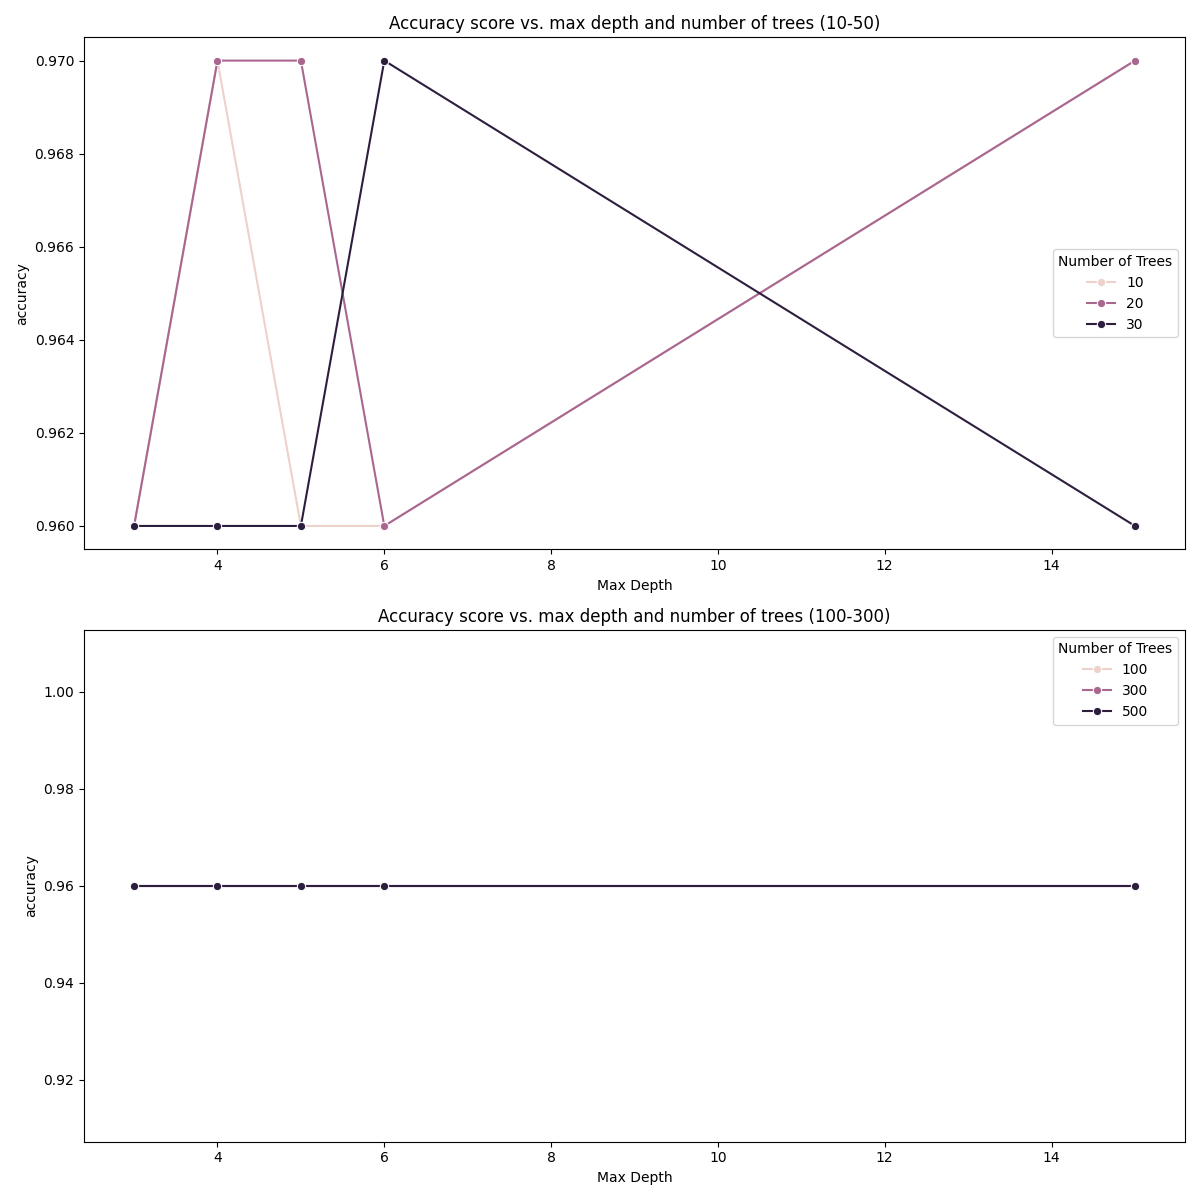 Accuracy score vs. max depth and number of trees (10-50)
0.970
0.968
0.966
0.964
0.962
0.960
accuracy
Number of Trees
10
20
30
4 6 8 10 12 14
Max Depth
Accuracy score vs. max depth and number of trees (100-300)
1.00
0.98
0.96
0.94
0.92
accuracy
Number of Trees
100
300
500
4 6 8 10 12 14
Max Depth